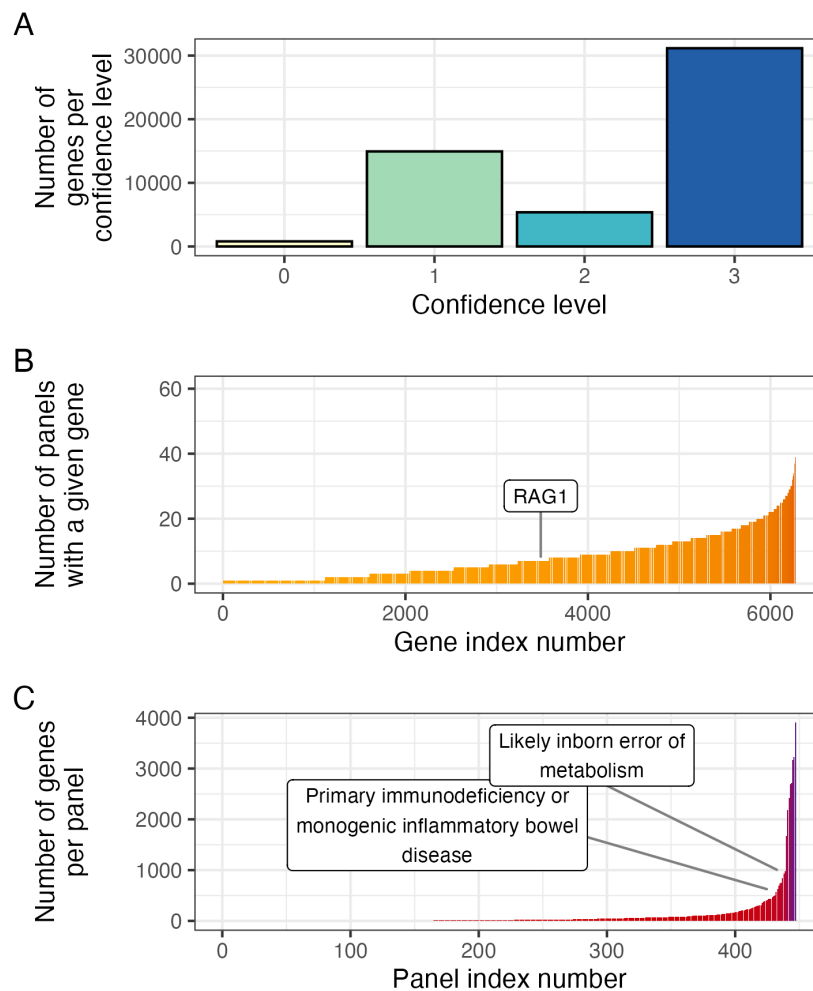 A
Number of
genes per
confidence level
30000
20000
10000
0
0 1 2 3
Confidence level
B
Number of panels
with a given gene
60
40
20
0
RAG1
0 2000 4000 6000
Gene index number
C
Number of genes
per panel
4000
3000
2000
1000
0
Likely inborn error of
metabolism
Primary immunodeficiency or
monogenic inflammatory bowel
disease
0 100 200 300 400
Panel index number